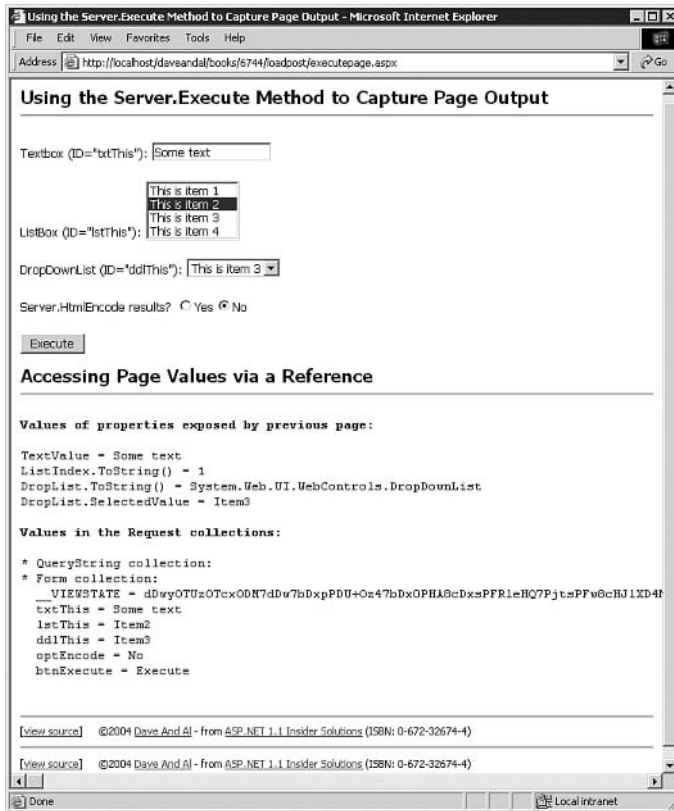 Using the Server.Execute Method to Capture Page Output - Microsoft Internet Explorer
File Edit View Favorites Tools Help
Address http://localhost/daveandal/books/6744/loadpost/executepage.aspx Go
Using the Server.Execute Method to Capture Page Output
Textbox (ID="txtThis"): Some text
This is item 1
This is item 2
This is item 3
ListBox (ID="lstThis"): This is item 4
DropDownList (ID="ddlThis"): This is item 3
Server.HtmlEncode results? Yes No
Execute
Accessing Page Values via a Reference
Values of properties exposed by previous page:
TextValue = Some text
ListIndex.ToString() = 1
DropList.ToString() = System.Web.UI.WebControls.DropDownList
DropList.SelectedValue = Item3
Values in the Request collections:
* QueryString collection:
* Form collection:
__VIEWSTATE =
txtThis = Some text
lstThis = Item2
ddlThis = Item3
optEncode = No
btnExecute = Execute
[view source] ©2004 Dave And Al - from ASP.NET 1.1 Insider Solutions (ISBN: 0-672-32674-4)
[view source] ©2004 Dave And Al - from ASP.NET 1.1 Insider Solutions (ISBN: 0-672-32674-4)
Done Local intranet